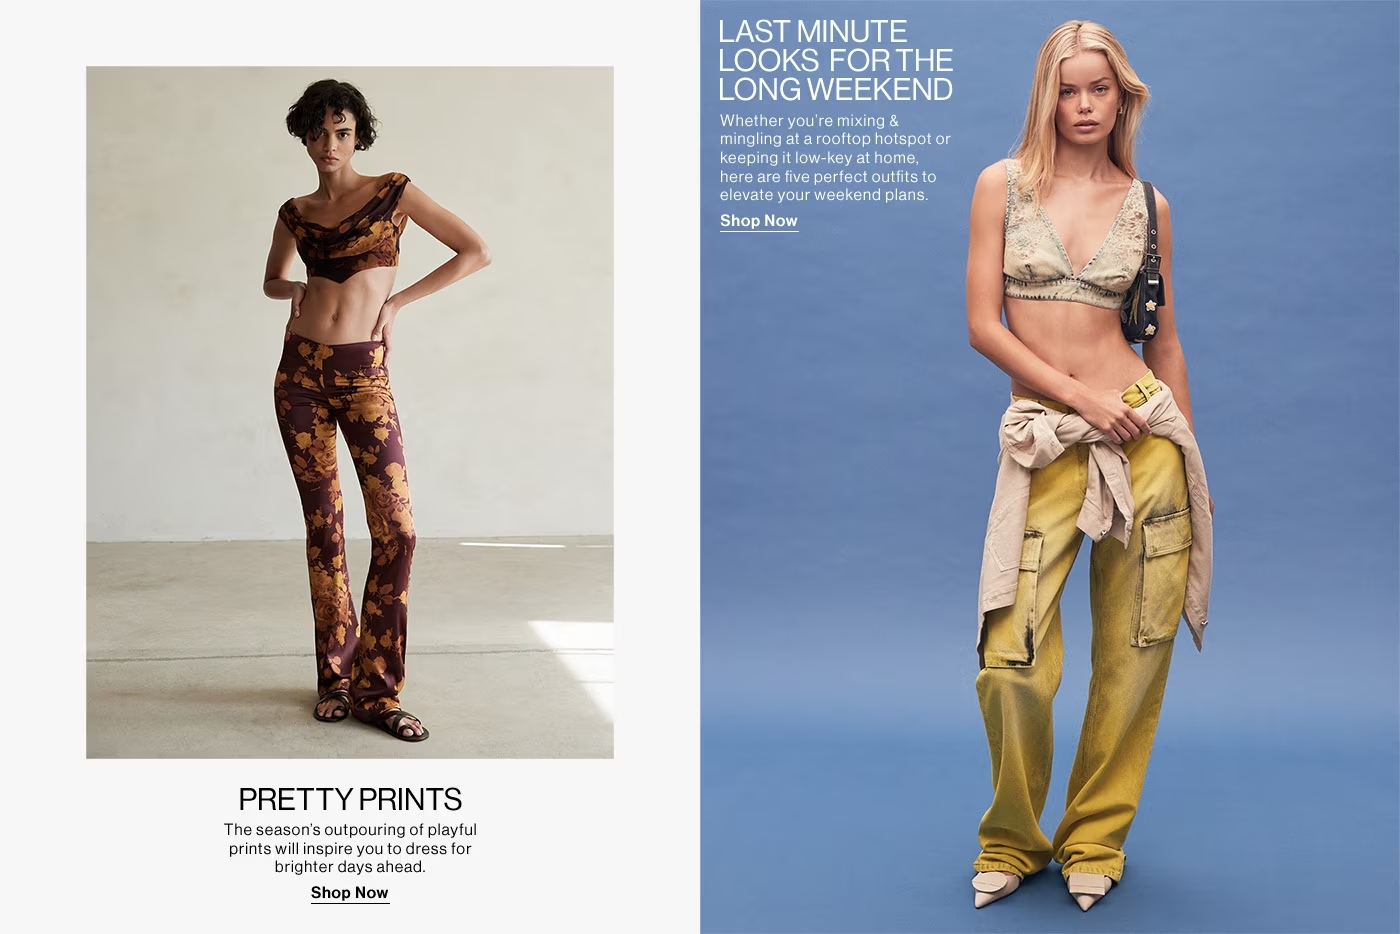 PRETTY PRINTS
The season's outpouring of playful
prints will inspire you to dress for
brighter days ahead.
Shop Now
LAST MINUTE
LOOKS FOR THE
LONG WEEKEND
Whether you're mixing &
mingling at a rooftop hotspot or
keeping it low-key at home,
here are five perfect outfits to
elevate your weekend plans.
Shop Now